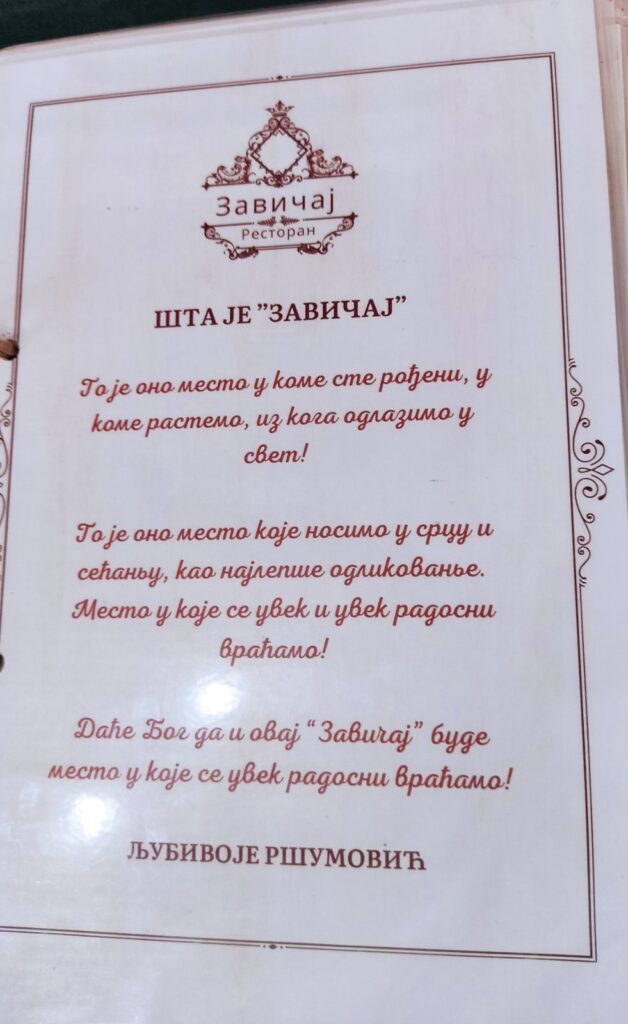 Завичај
Ресторан
ШТА ЈЕ ”ЗАВИЧАЈ”
То је оно место у коме сте рођени, у
коме растемо, из кога одлазимо у
свет!
То је оно место које носимо у срцу и
сећању, као најлепше одликовање.
Место у које се увек и увек радосни
враћамо!
Даће Бог да и овај “Завичај” буде
место у које се увек радосни враћамо!
ЉУБИВОЈЕ РШУМОВИЋ